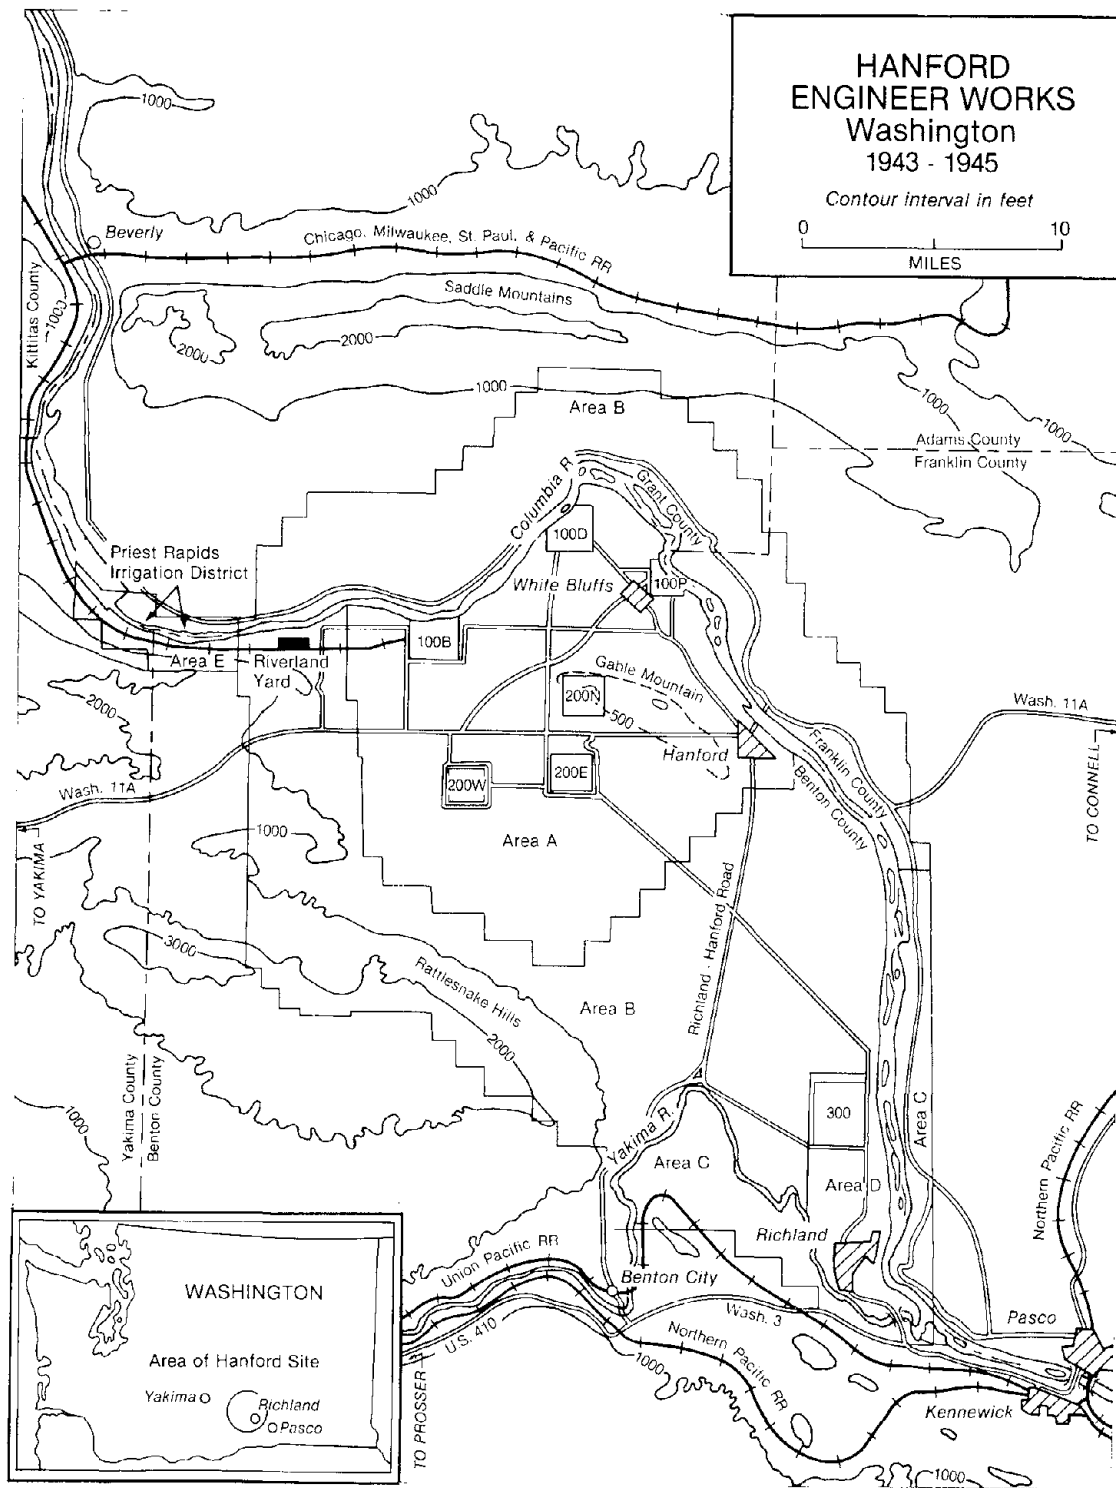 HANFORD
ENGINEER WORKS
Washington
1943 - 1945
Contour interval in feet
0 10
MILES
1000
1000
Beverly
Chicago, Milwaukee, St. Paul, & Pacific RR
Kittitas County
1000
Saddle Mountains
2000
2000
1000
Area B
1000
1000
Adams County
Franklin County
Columbia R.
Grant County
100D
Priest Rapids
Irrigation District
White Bluffs
100P
100B
Area E
Riverland
Yard
Gable Mountain
200N
500
2000
Wash. 11A
Hanford
Franklin County
Benton County
200W
200E
Wash. 11A
TO CONNELL
1000
Area A
TO YAKIMA
3000
Rattlesnake Hills
Richland - Hanford Road
Area B
2000
Yakima County
Benton County
1000
300
Area C
Yakima R.
Area C
Area D
Northern Pacific RR
Richland
Union Pacific RR
Benton City
U.S. 410
Wash. 3
Pasco
Northern Pacific RR
1000
TO PROSSER
Kennewick
1000
WASHINGTON
Area of Hanford Site
Yakima
Richland
Pasco